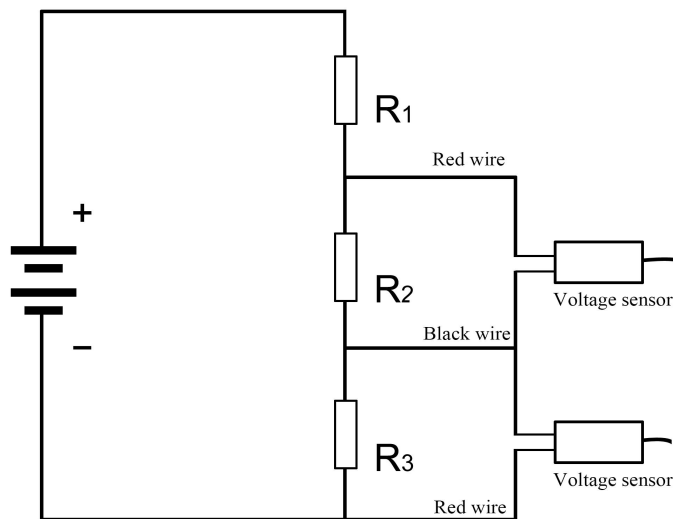 R1
Red wire
+
R2
Voltage sensor
Black wire
−
R3
Voltage sensor
Red wire